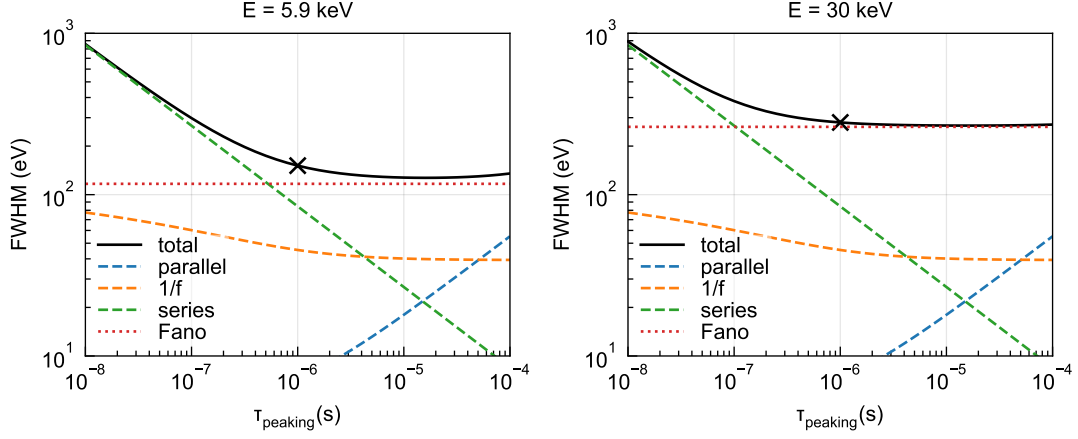 E = 5.9 keV
FWHM (eV)
10³
10²
10¹
total
parallel
1/f
series
Fano
10⁻⁸ 10⁻⁷ 10⁻⁶ 10⁻⁵ 10⁻⁴
τpeaking(s)
E = 30 keV
FWHM (eV)
10³
10²
10¹
total
parallel
1/f
series
Fano
10⁻⁸ 10⁻⁷ 10⁻⁶ 10⁻⁵ 10⁻⁴
τpeaking(s)